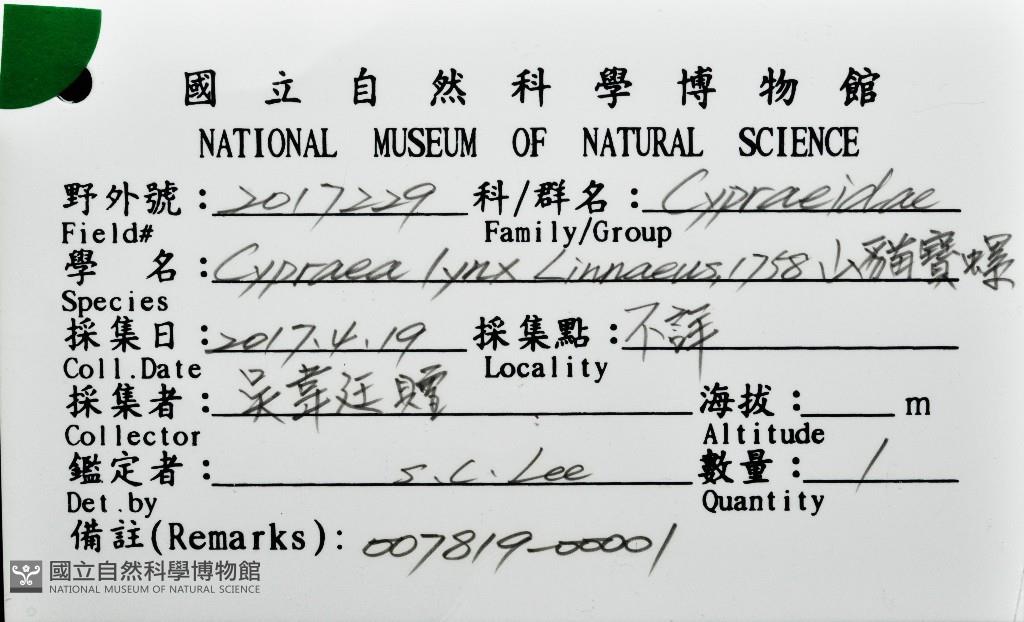 國立自然科學博物館
NATIONAL MUSEUM OF NATURAL SCIENCE
野外號：2017229 科/群名：Cypraeidae
Field# Family/Group
學名：Cypraea lynx Linnaeus, 1758 山貓寶螺
Species
採集日：2017.4.19 採集點：不詳
Coll.Date Locality
採集者：吳韋廷贈 海拔：m
Collector Altitude
鑑定者：S.C.Lee 數量：1
Det.by Quantity
備註(Remarks): 007819-00001
國立自然科學博物館
NATIONAL MUSEUM OF NATURAL SCIENCE